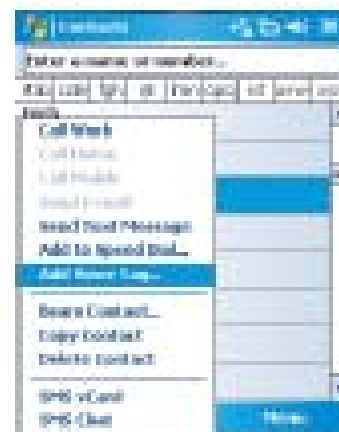 Contacts
Enter a name or number...
Call Work
Call Home
Call Mobile
Send E-mail
Send Text Message
Add to Speed Dial...
Add Voice Tag...
Beam Contact...
Copy Contact
Delete Contact
SMS vCard
SMS Chat
Menu